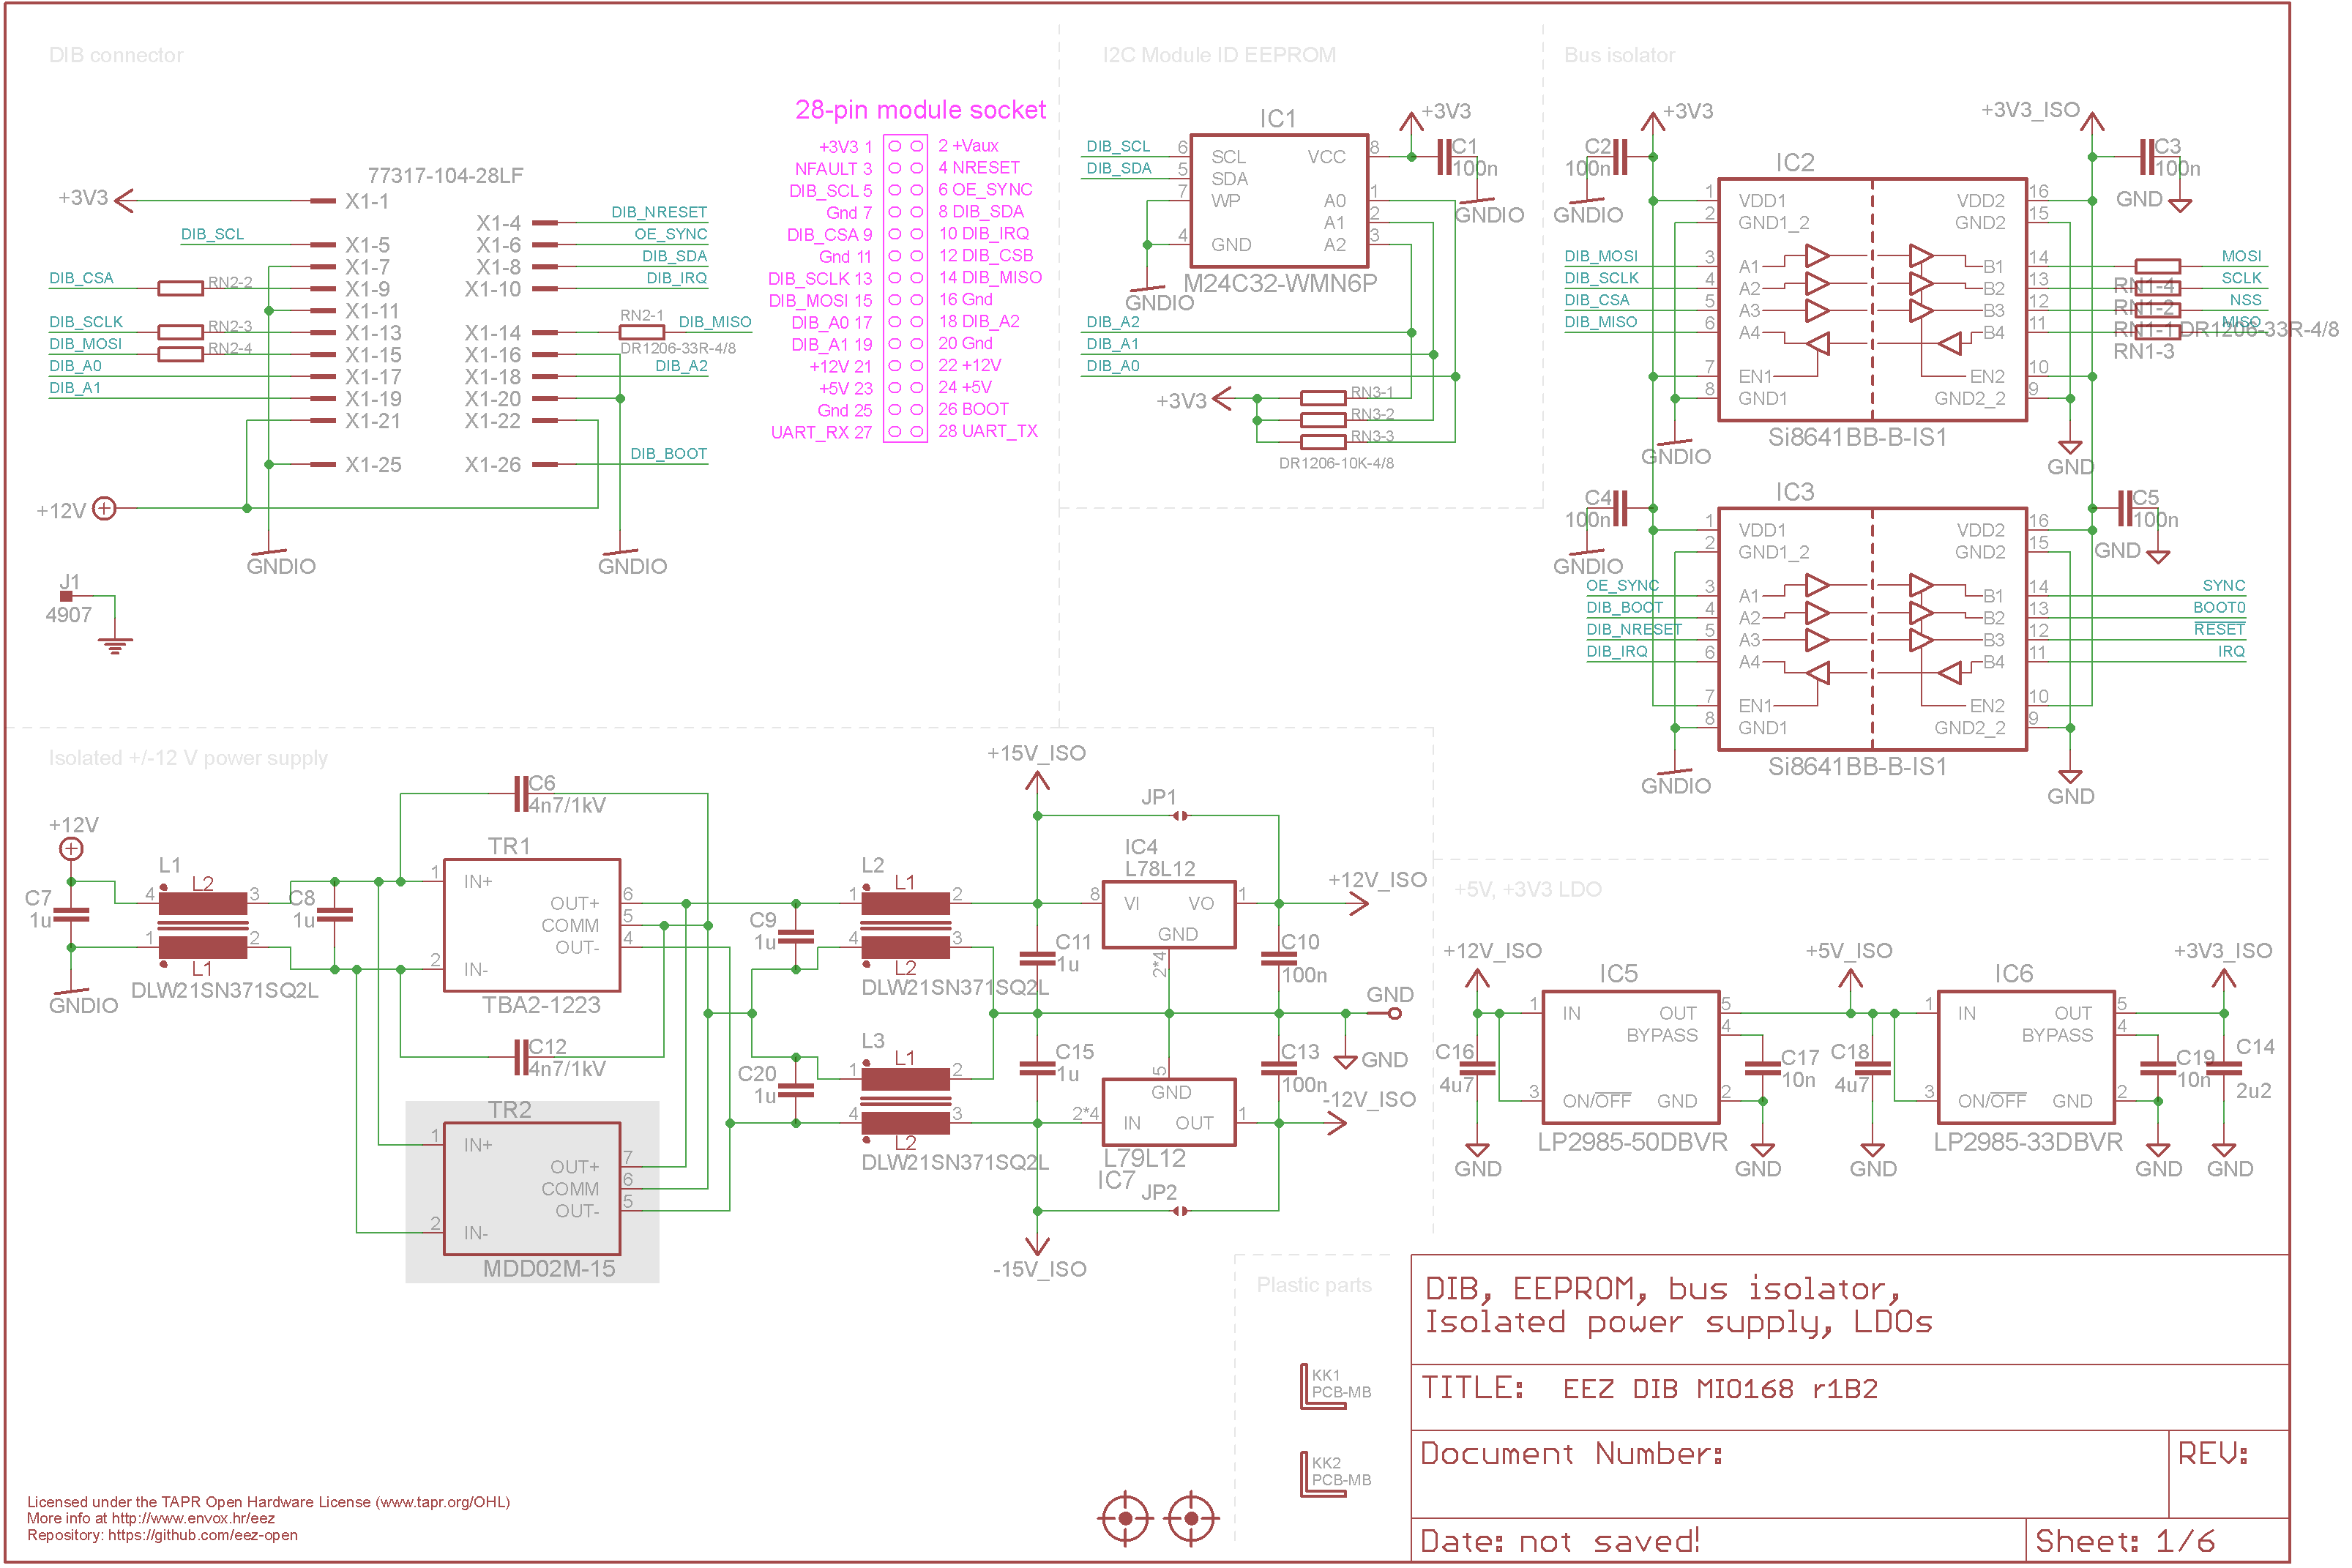 DIB connector
77317-104-28LF
+3V3
X1-1
X1-4
DIB_NRESET
DIB_SCL
X1-5
X1-6
OE_SYNC
X1-7
X1-8
DIB_SDA
DIB_CSA
RN2-2
X1-9
X1-10
DIB_IRQ
X1-11
DIB_SCLK
RN2-3
X1-13
X1-14
RN2-1
DIB_MISO
DR1206-33R-4/8
DIB_MOSI
RN2-4
X1-15
X1-16
DIB_A0
X1-17
X1-18
DIB_A2
DIB_A1
X1-19
X1-20
X1-21
X1-22
X1-25
X1-26
DIB_BOOT
+12V
GNDIO
GNDIO
J1
4907
28-pin module socket
+3V3 1 2 +Vaux
NFAULT 3 4 NRESET
DIB_SCL 5 6 OE_SYNC
Gnd 7 8 DIB_SDA
DIB_CSA 9 10 DIB_IRQ
Gnd 11 12 DIB_CSB
DIB_SCLK 13 14 DIB_MISO
DIB_MOSI 15 16 Gnd
DIB_A0 17 18 DIB_A2
DIB_A1 19 20 Gnd
+12V 21 22 +12V
+5V 23 24 +5V
Gnd 25 26 BOOT
UART_RX 27 28 UART_TX
I2C Module ID EEPROM
IC1
+3V3
DIB_SCL 6 SCL VCC 8
C1
100n
DIB_SDA 5 SDA
7 WP A0 1
GNDIO
A1 2
4 GND A2 3
M24C32-WMN6P
GNDIO
DIB_A2
DIB_A1
DIB_A0
+3V3
RN3-1
RN3-2
RN3-3
DR1206-10K-4/8
Bus isolator
+3V3
+3V3_ISO
C2
100n
GNDIO
IC2
C3
100n
GND
1 VDD1 VDD2 16
2 GND1_2 GND2 15
DIB_MOSI 3 A1 B1 14 MOSI
DIB_SCLK 4 A2 B2 13 RN1-4 SCLK
DIB_CSA 5 A3 B3 12 RN1-2 NSS
DIB_MISO 6 A4 B4 11 RN1-1 MISO
DR1206-33R-4/8
RN1-3
7 EN1 EN2 10
8 GND1 GND2_2 9
Si8641BB-B-IS1
GNDIO
GND
C4
100n
GNDIO
IC3
C5
100n
GND
1 VDD1 VDD2 16
2 GND1_2 GND2 15
OE_SYNC 3 A1 B1 14 SYNC
DIB_BOOT 4 A2 B2 13 BOOT0
DIB_NRESET 5 A3 B3 12 RESET
DIB_IRQ 6 A4 B4 11 IRQ
7 EN1 EN2 10
8 GND1 GND2_2 9
Si8641BB-B-IS1
GNDIO
GND
Isolated +/-12 V power supply
+12V
C7
1u
GNDIO
L1
4 L2 3
1 L1 2
DLW21SN371SQ2L
C8
1u
C6
4n7/1kV
TR1
1 IN+
OUT+ 6
COMM 5
OUT- 4
2 IN-
TBA2-1223
C12
4n7/1kV
TR2
1 IN+
OUT+ 7
COMM 6
OUT- 5
2 IN-
MDD02M-15
C9
1u
L2
1 L1 2
4 L2 3
DLW21SN371SQ2L
C20
1u
L3
1 L1 2
4 L2 3
DLW21SN371SQ2L
+15V_ISO
JP1
IC4
L78L12
8 VI VO 1
GND
2*4
+12V_ISO
C11
1u
C10
100n
GND
GND
C15
1u
C13
100n
5
GND
2*4 IN OUT 1
L79L12
IC7
-12V_ISO
JP2
-15V_ISO
+5V, +3V3 LDO
+12V_ISO
IC5
+5V_ISO
IC6
+3V3_ISO
1 IN OUT 5
BYPASS 4
3 ON/OFF GND 2
LP2985-50DBVR
C16
4u7
GND
C17
10n
GND
C18
4u7
GND
1 IN OUT 5
BYPASS 4
3 ON/OFF GND 2
LP2985-33DBVR
C19
10n
GND
C14
2u2
GND
Plastic parts
KK1
PCB-MB
KK2
PCB-MB
DIB, EEPROM, bus isolator,
Isolated power supply, LDOs
TITLE: EEZ DIB MIO168 r1B2
Document Number:
REV:
Date: not saved!
Sheet: 1/6
Licensed under the TAPR Open Hardware License (www.tapr.org/OHL)
More info at http://www.envox.hr/eez
Repository: https://github.com/eez-open